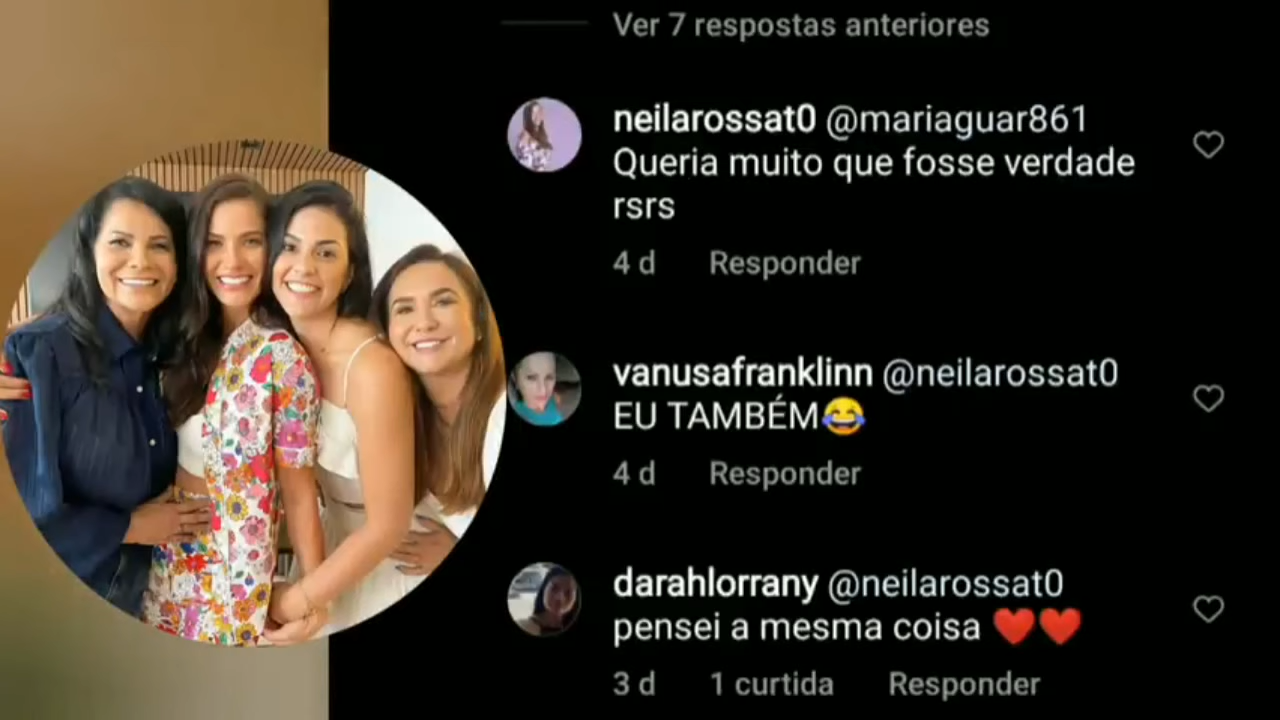 Ver 7 respostas anteriores
neilarossat0 @mariaguar861
Queria muito que fosse verdade
rsrs
4 d Responder
vanusafranklinn @neilarossat0
EU TAMBÉM😂
4 d Responder
darahlorrany @neilarossat0
pensei a mesma coisa ❤️❤️
3 d 1 curtida Responder